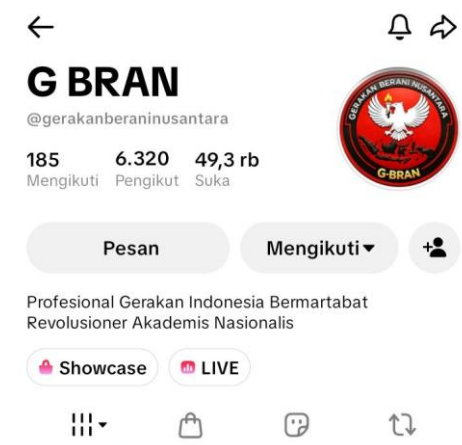 G BRAN
@gerakanberaninusantara
185
6.320
49,3 rb
Mengikuti
Pengikut
Suka
GERAKAN BERANI NUSANTARA
G-BRAN
Pesan
Mengikuti
Profesional Gerakan Indonesia Bermartabat
Revolusioner Akademis Nasionalis
Showcase
LIVE